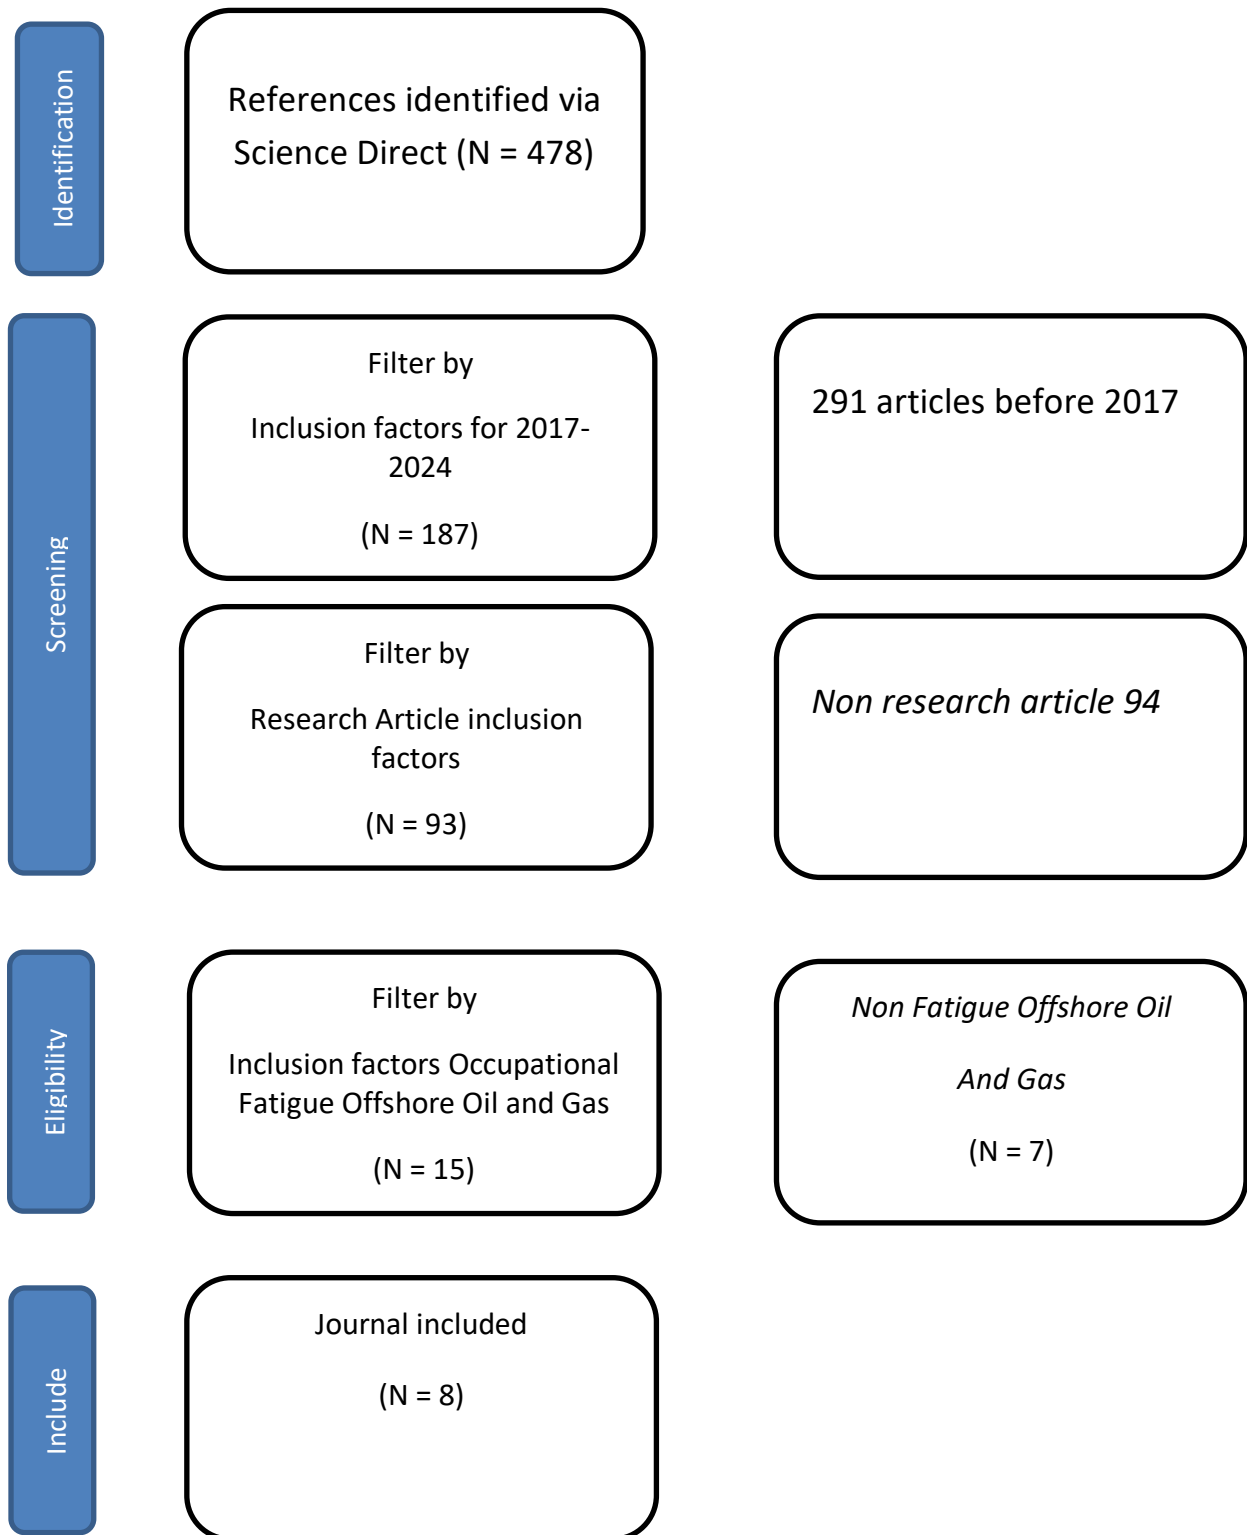 Identification
References identified via
Science Direct (N = 478)
Screening
Filter by
Inclusion factors for 2017-
2024
(N = 187)
291 articles before 2017
Filter by
Research Article inclusion
factors
(N = 93)
Non research article 94
Eligibility
Filter by
Inclusion factors Occupational
Fatigue Offshore Oil and Gas
(N = 15)
Non Fatigue Offshore Oil
And Gas
(N = 7)
Include
Journal included
(N = 8)